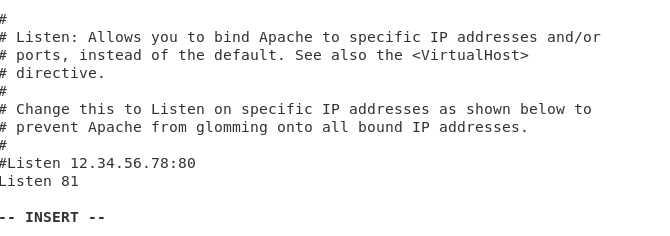 #
# Listen: Allows you to bind Apache to specific IP addresses and/or
# ports, instead of the default. See also the <VirtualHost>
# directive.
#
# Change this to Listen on specific IP addresses as shown below to
# prevent Apache from glomming onto all bound IP addresses.
#
#Listen 12.34.56.78:80
Listen 81
-- INSERT --